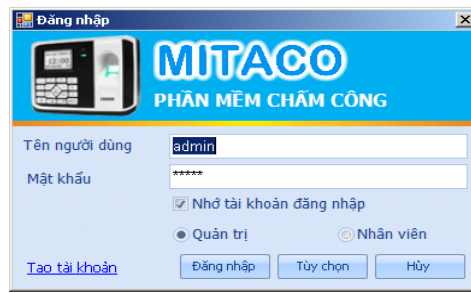 Đăng nhập
12:00
MITACO
PHẦN MỀM CHẤM CÔNG
Tên người dùng admin
Mật khẩu *****
Nhớ tài khoản đăng nhập
Quản trị Nhân viên
Tạo tài khoản Đăng nhập Tùy chọn Hủy